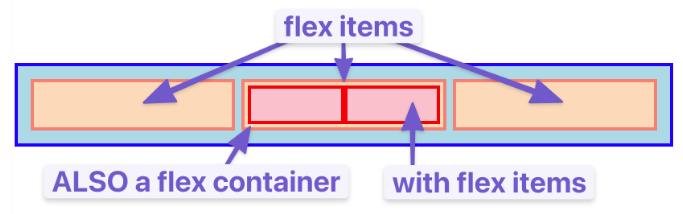 flex items
ALSO a flex container
with flex items